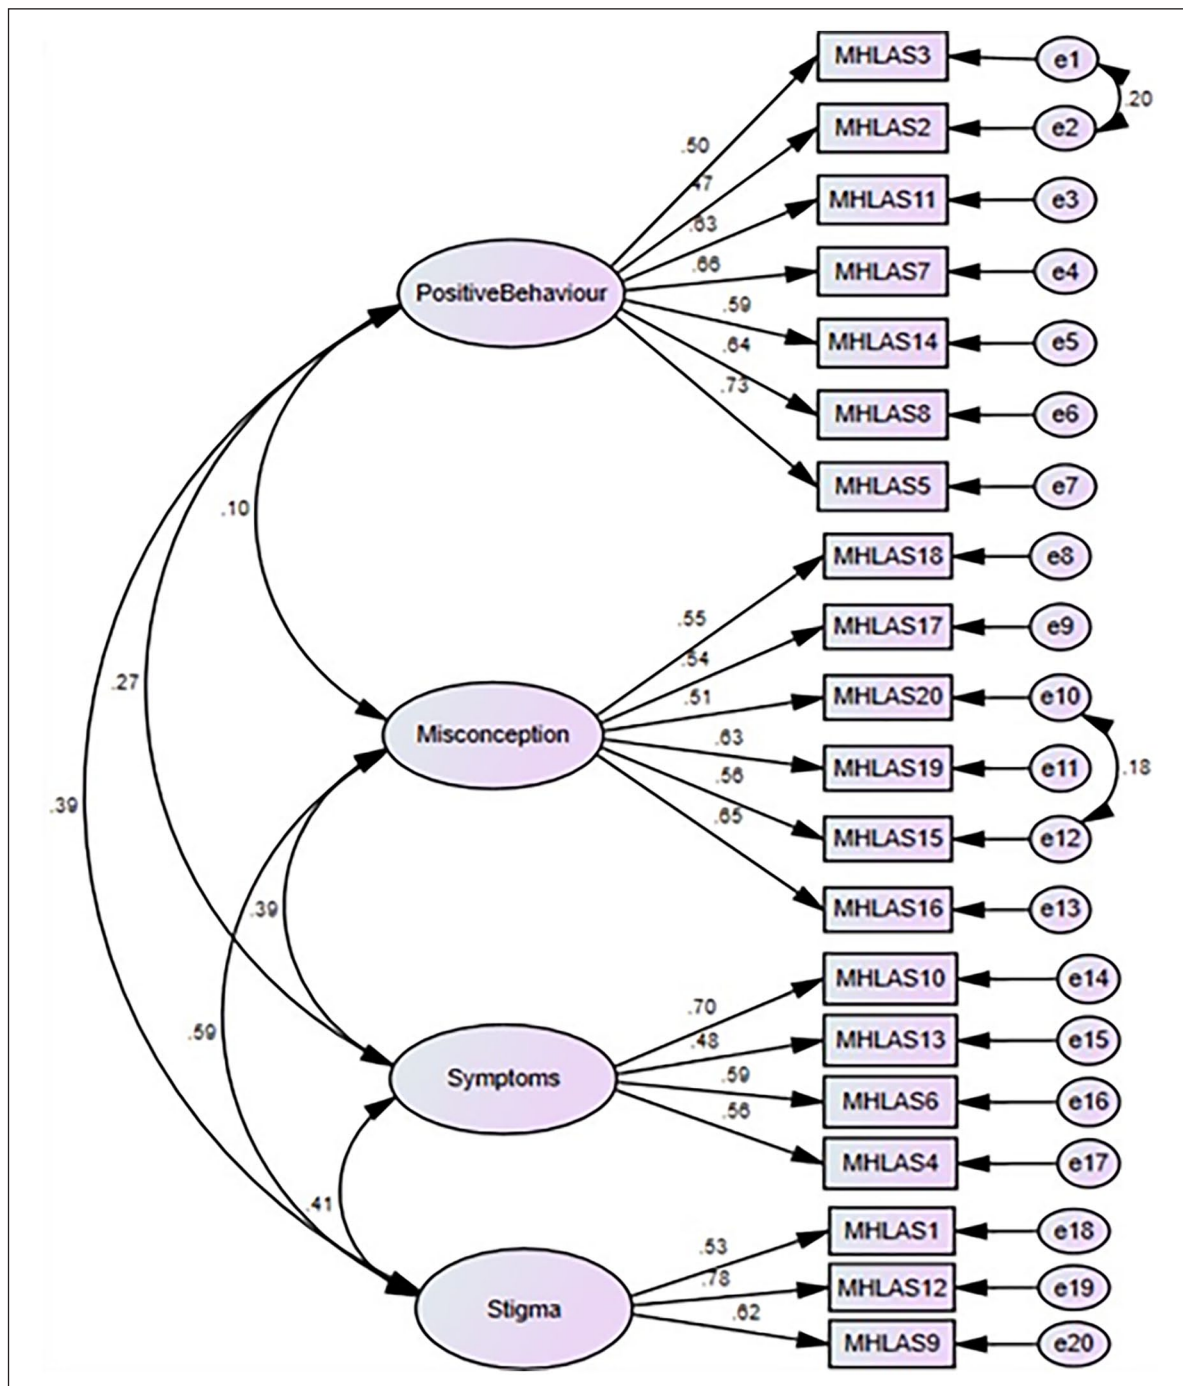 MHLAS3 e1
.20
MHLAS2 e2
.50
.47
MHLAS11 e3
.63
.66
MHLAS7 e4
PositiveBehaviour
.59
MHLAS14 e5
.64
.73
MHLAS8 e6
MHLAS5 e7
.10
MHLAS18 e8
.55
MHLAS17 e9
.54
.27
.51
MHLAS20 e10
Misconception
.63
MHLAS19 e11
.18
.56
.39
.65
MHLAS15 e12
.39
MHLAS16 e13
MHLAS10 e14
.70
.59
.48
MHLAS13 e15
Symptoms
.59
MHLAS6 e16
.56
MHLAS4 e17
.41
MHLAS1 e18
.53
.78
MHLAS12 e19
Stigma
.62
MHLAS9 e20